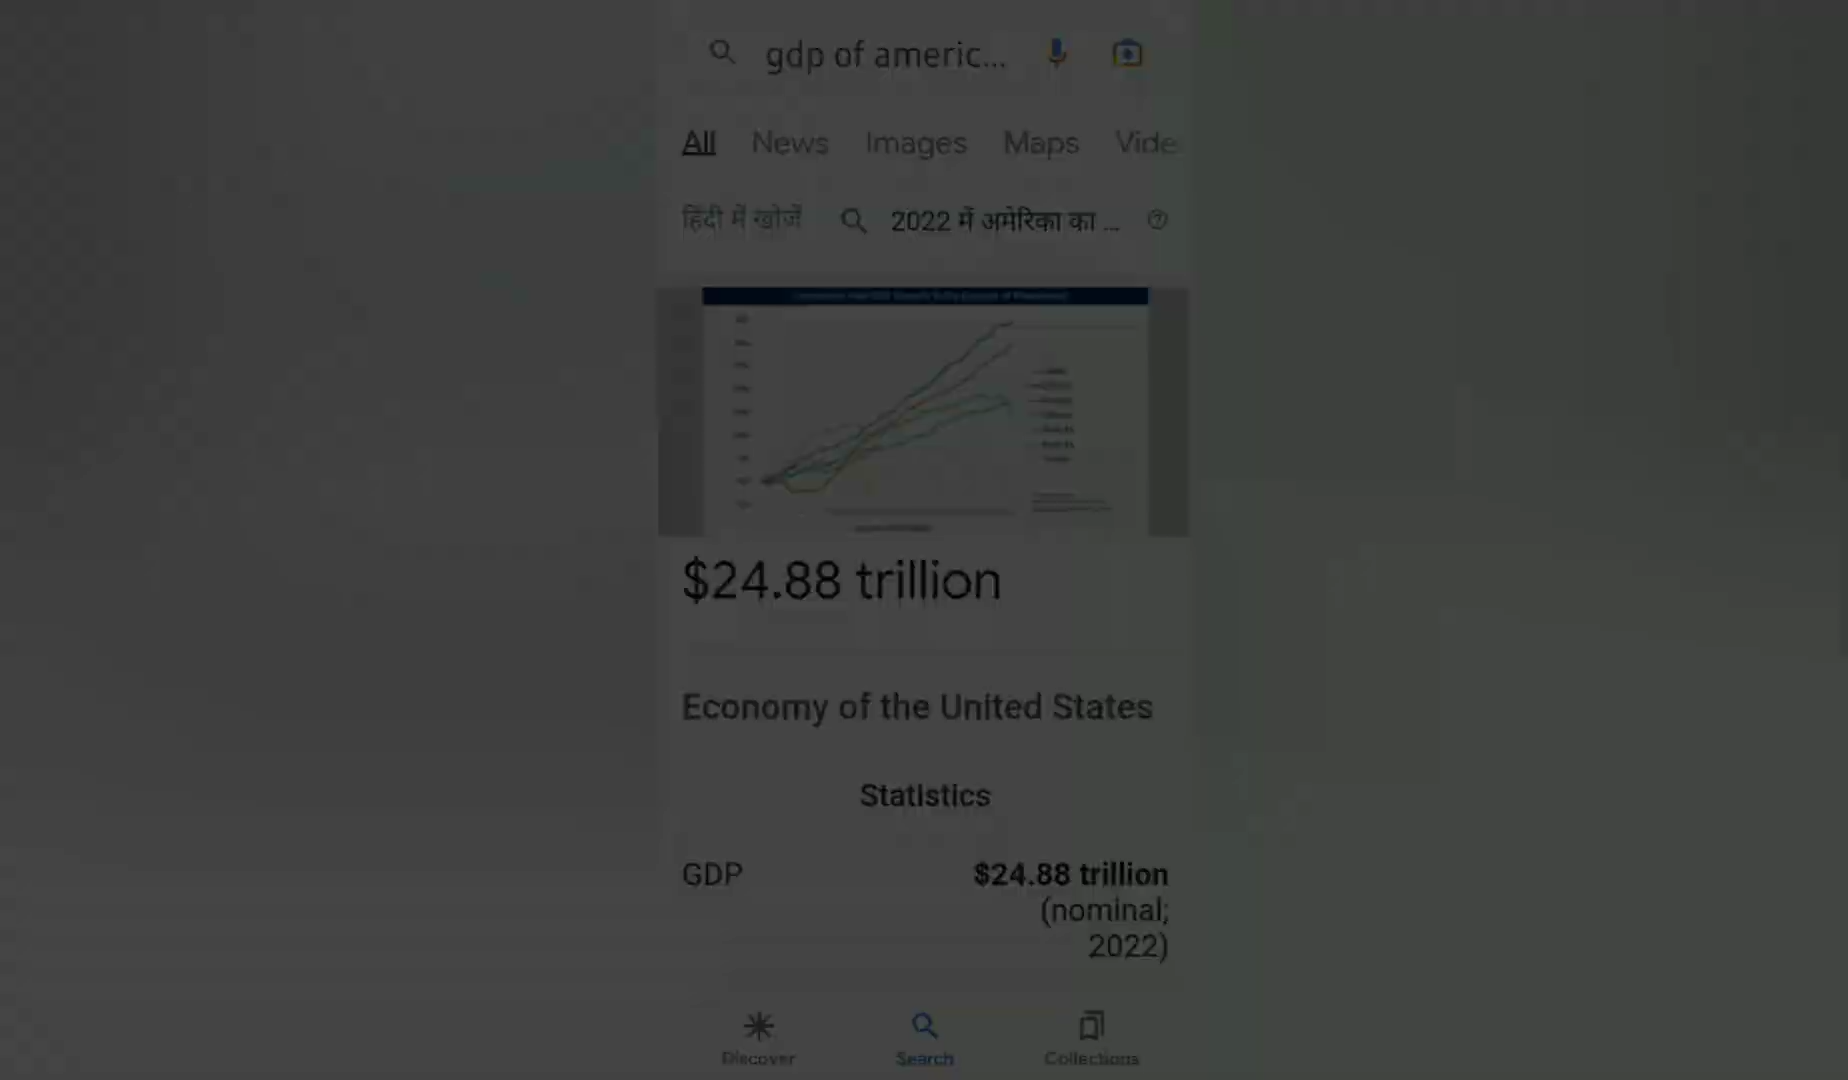 gdp of americ...
All News Images Maps Vide
हिंदी में खोजें 2022 में अमेरिका का ...
$24.88 trillion
Economy of the United States
Statistics
GDP $24.88 trillion
(nominal;
2022)
Discover Search Collections